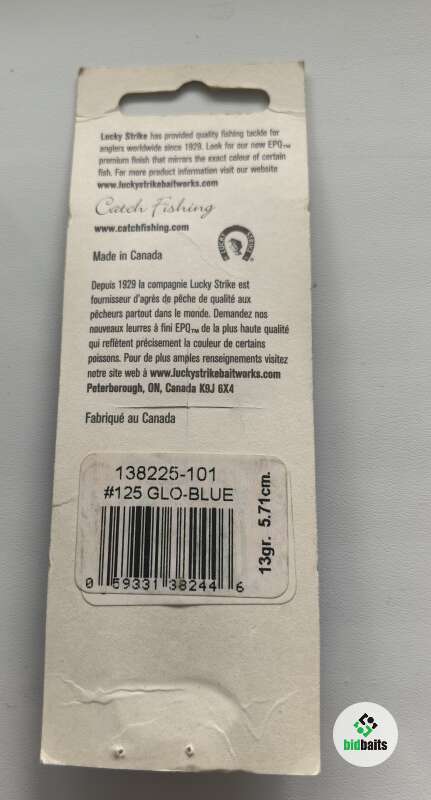 Lucky Strike has provided quality fishing tackle for
anglers worldwide since 1929. Look for our new EPQ™
premium finish that mirrors the exact colour of certain
fish. For more product information visit our website
www.luckystrikebaitworks.com
Catch Fishing
www.catchfishing.com
LUCKY STRIKE
Made in Canada
Depuis 1929 la compagnie Lucky Strike est
fournisseur d'agrés de pêche de qualité aux
pêcheurs partout dans le monde. Demandez nos
nouveaux leurres à fini EPQ™ de la plus haute qualité
qui reflètent précisement la couleur de certains
poissons. Pour de plus amples renseignements visitez
notre site web à www.luckystrikebaitworks.com
Peterborough, ON, Canada K9J 6X4
Fabriqué au Canada
138225-101
#125 GLO-BLUE
0 59331 38244 6
13gr. 5.71cm.
bidbaits